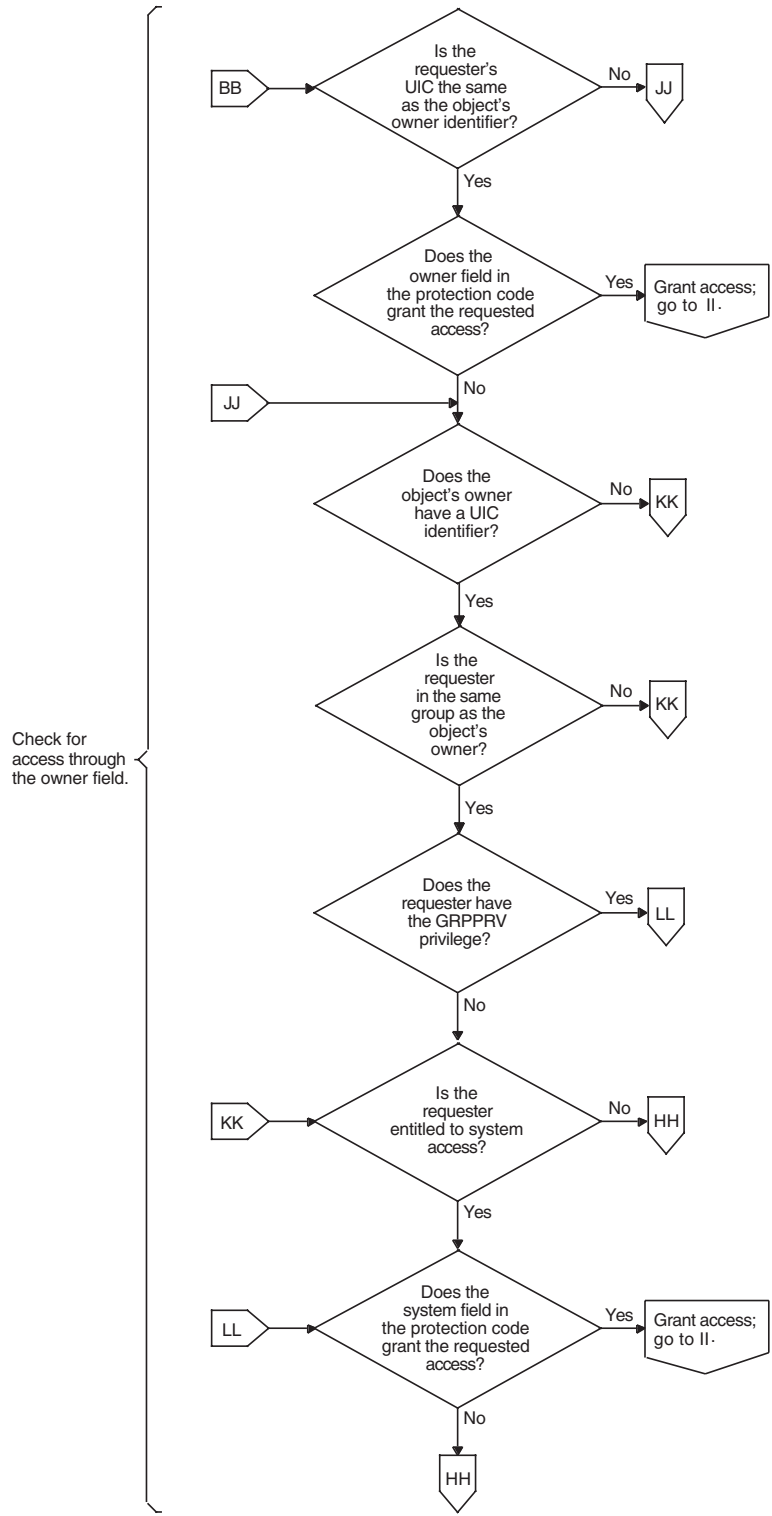 Is the
requester's
UIC the same
as the object's
owner identifier?
BB
No
JJ
Yes
Does the
owner field in
the protection code
grant the requested
access?
Yes
Grant access;
go to II.
No
JJ
Does the
object's owner
have a UIC
identifier?
No
KK
Yes
Is the
requester
in the same
group as the
object's
owner?
No
KK
Check for
access through
the owner field.
Yes
Does the
requester have
the GRPPRV
privilege?
Yes
LL
No
Is the
requester
entitled to system
access?
KK
No
HH
Yes
Does the
system field in
the protection code
grant the requested
access?
LL
Yes
Grant access;
go to II.
No
HH